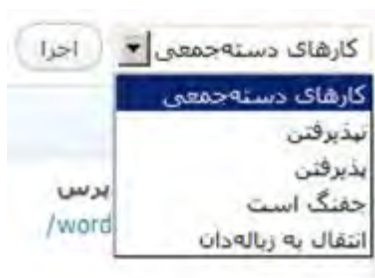 کارهای دسته‌جمعی اجرا
کارهای دسته‌جمعی
نپذیرفتن
پذیرفتن
جفنگ است
انتقال به زباله‌دان
پرس
/word